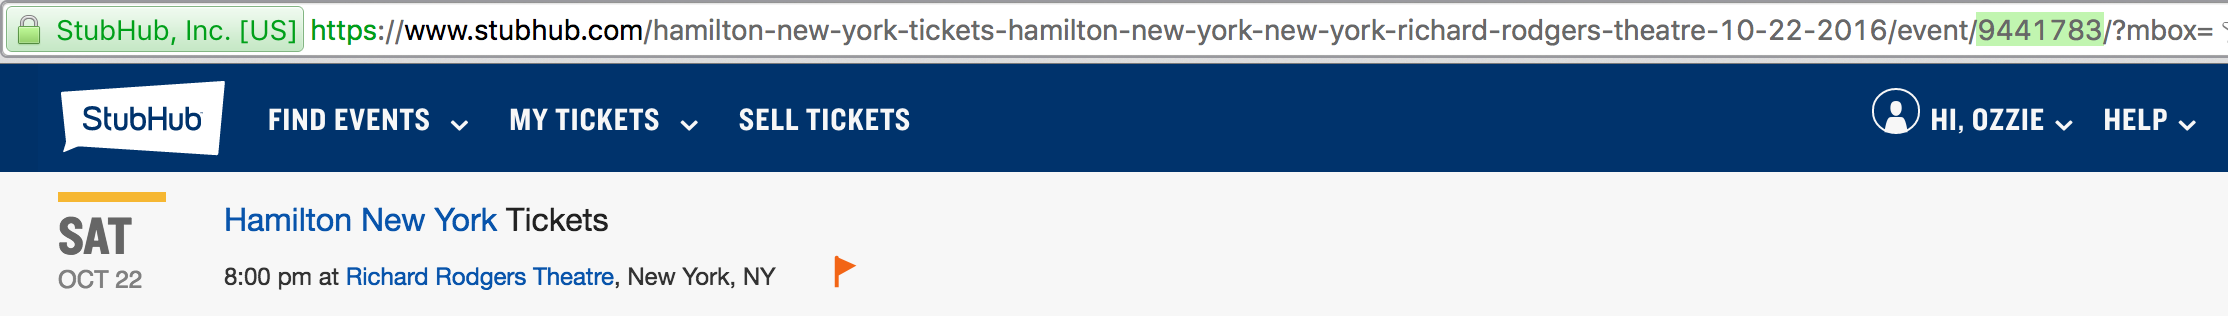 StubHub, Inc. [US] https://www.stubhub.com/hamilton-new-york-tickets-hamilton-new-york-new-york-richard-rodgers-theatre-10-22-2016/event/9441783/?mbox=
StubHub FIND EVENTS MY TICKETS SELL TICKETS HI, OZZIE HELP
SAT
OCT 22
Hamilton New York Tickets
8:00 pm at Richard Rodgers Theatre, New York, NY